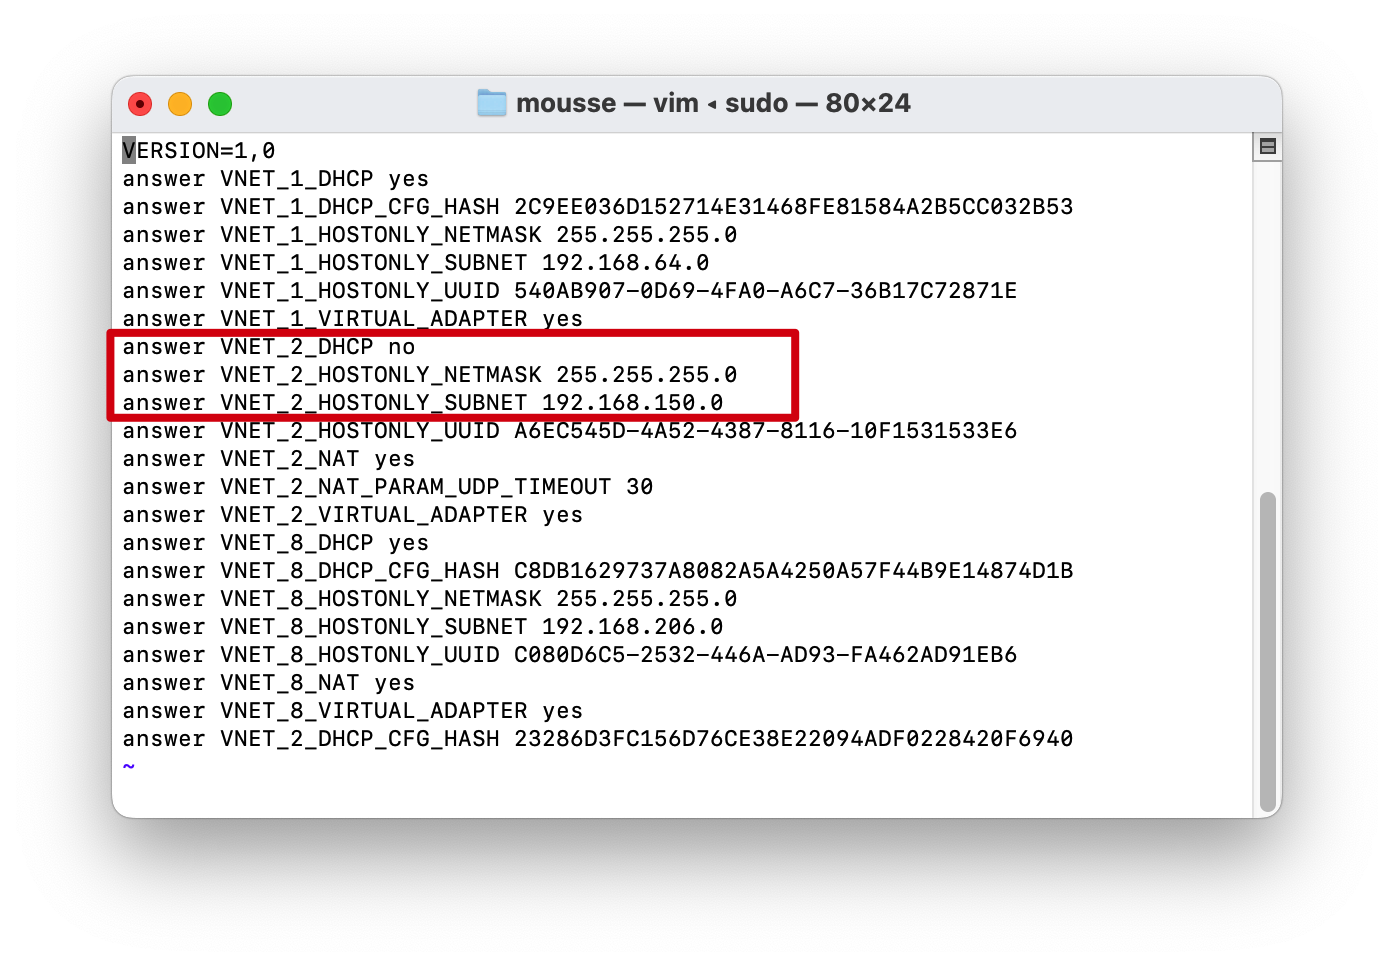 mousse — vim ◂ sudo — 80×24
VERSION=1,0
answer VNET_1_DHCP yes
answer VNET_1_DHCP_CFG_HASH 2C9EE036D152714E31468FE81584A2B5CC032B53
answer VNET_1_HOSTONLY_NETMASK 255.255.255.0
answer VNET_1_HOSTONLY_SUBNET 192.168.64.0
answer VNET_1_HOSTONLY_UUID 540AB907-0D69-4FA0-A6C7-36B17C72871E
answer VNET_1_VIRTUAL_ADAPTER yes
answer VNET_2_DHCP no
answer VNET_2_HOSTONLY_NETMASK 255.255.255.0
answer VNET_2_HOSTONLY_SUBNET 192.168.150.0
answer VNET_2_HOSTONLY_UUID A6EC545D-4A52-4387-8116-10F1531533E6
answer VNET_2_NAT yes
answer VNET_2_NAT_PARAM_UDP_TIMEOUT 30
answer VNET_2_VIRTUAL_ADAPTER yes
answer VNET_8_DHCP yes
answer VNET_8_DHCP_CFG_HASH C8DB1629737A8082A5A4250A57F44B9E14874D1B
answer VNET_8_HOSTONLY_NETMASK 255.255.255.0
answer VNET_8_HOSTONLY_SUBNET 192.168.206.0
answer VNET_8_HOSTONLY_UUID C080D6C5-2532-446A-AD93-FA462AD91EB6
answer VNET_8_NAT yes
answer VNET_8_VIRTUAL_ADAPTER yes
answer VNET_2_DHCP_CFG_HASH 23286D3FC156D76CE38E22094ADF0228420F6940
~